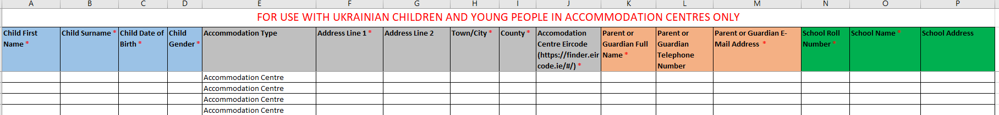 A B C D E F G H I J K L M N O P
FOR USE WITH UKRAINIAN CHILDREN AND YOUNG PEOPLE IN ACCOMMODATION CENTRES ONLY
Child First
Name *
Child Surname *
Child Date of
Birth *
Child
Gender *
Accommodation Type
Address Line 1 *
Address Line 2
Town/City *
County *
Accomodation
Centre Eircode
(https://finder.eir
code.ie/#/) *
Parent or
Guardian Full
Name *
Parent or
Guardian
Telephone
Number
Parent or Guardian E-
Mail Address *
School Roll
Number *
School Name *
School Address
Accommodation Centre
Accommodation Centre
Accommodation Centre
Accommodation Centre